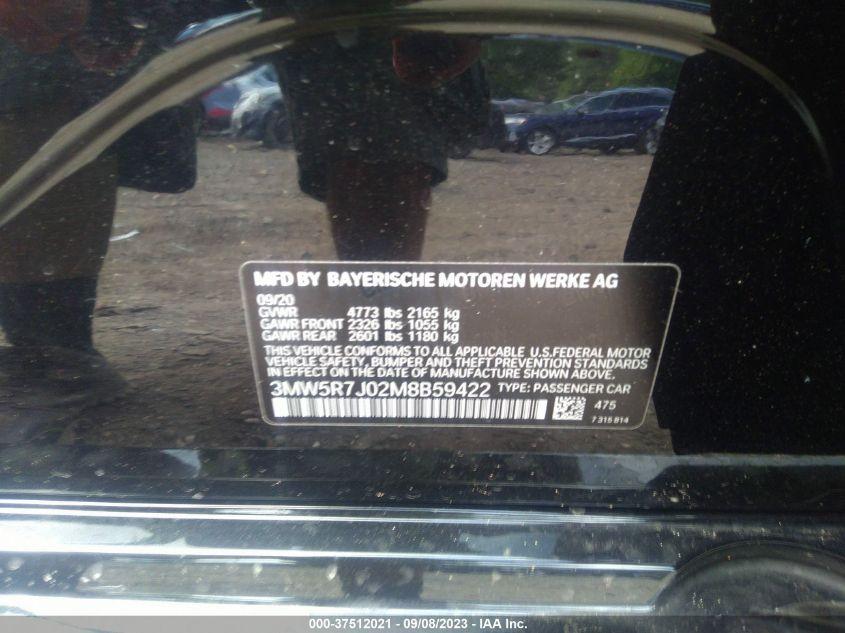 MFD BY BAYERISCHE MOTOREN WERKE AG
09/20
GVWR 4773 lbs 2165 kg
GAWR FRONT 2326 lbs 1055 kg
GAWR REAR 2601 lbs 1180 kg
THIS VEHICLE CONFORMS TO ALL APPLICABLE U.S.FEDERAL MOTOR
VEHICLE SAFETY, BUMPER AND THEFT PREVENTION STANDARDS
IN EFFECT ON THE DATE OF MANUFACTURE SHOWN ABOVE.
3MW5R7J02M8B59422 TYPE: PASSENGER CAR
475
7 315 814
000-37512021 - 09/08/2023 - IAA Inc.